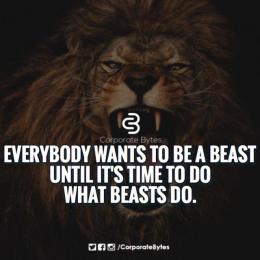 Corporate Bytes
EVERYBODY WANTS TO BE A BEAST
UNTIL IT'S TIME TO DO
WHAT BEASTS DO.
/CorporateBytes